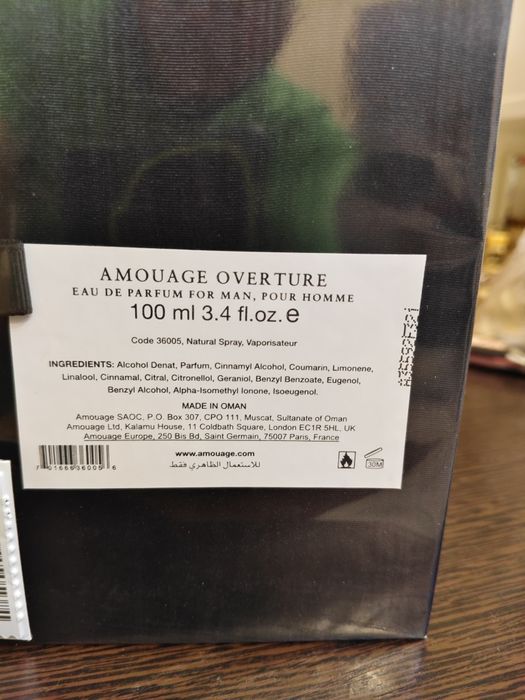 AMOUAGE OVERTURE
EAU DE PARFUM FOR MAN, POUR HOMME
100 ml 3.4 fl.oz. e
Code 36005, Natural Spray, Vaporisateur
INGREDIENTS: Alcohol Denat, Parfum, Cinnamyl Alcohol, Coumarin, Limonene,
Linalool, Cinnamal, Citral, Citronellol, Geraniol, Benzyl Benzoate, Eugenol,
Benzyl Alcohol, Alpha-Isomethyl Ionone, Isoeugenol.
MADE IN OMAN
Amouage SAOC, P.O. Box 307, CPO 111, Muscat, Sultanate of Oman
Amouage Ltd, Kalamu House, 11 Coldbath Square, London EC1R 5HL, UK
Amouage Europe, 250 Bis Bd, Saint Germain, 75007 Paris, France
www.amouage.com
للاستعمال الظاهري فقط
7 01666 36005 6
30M